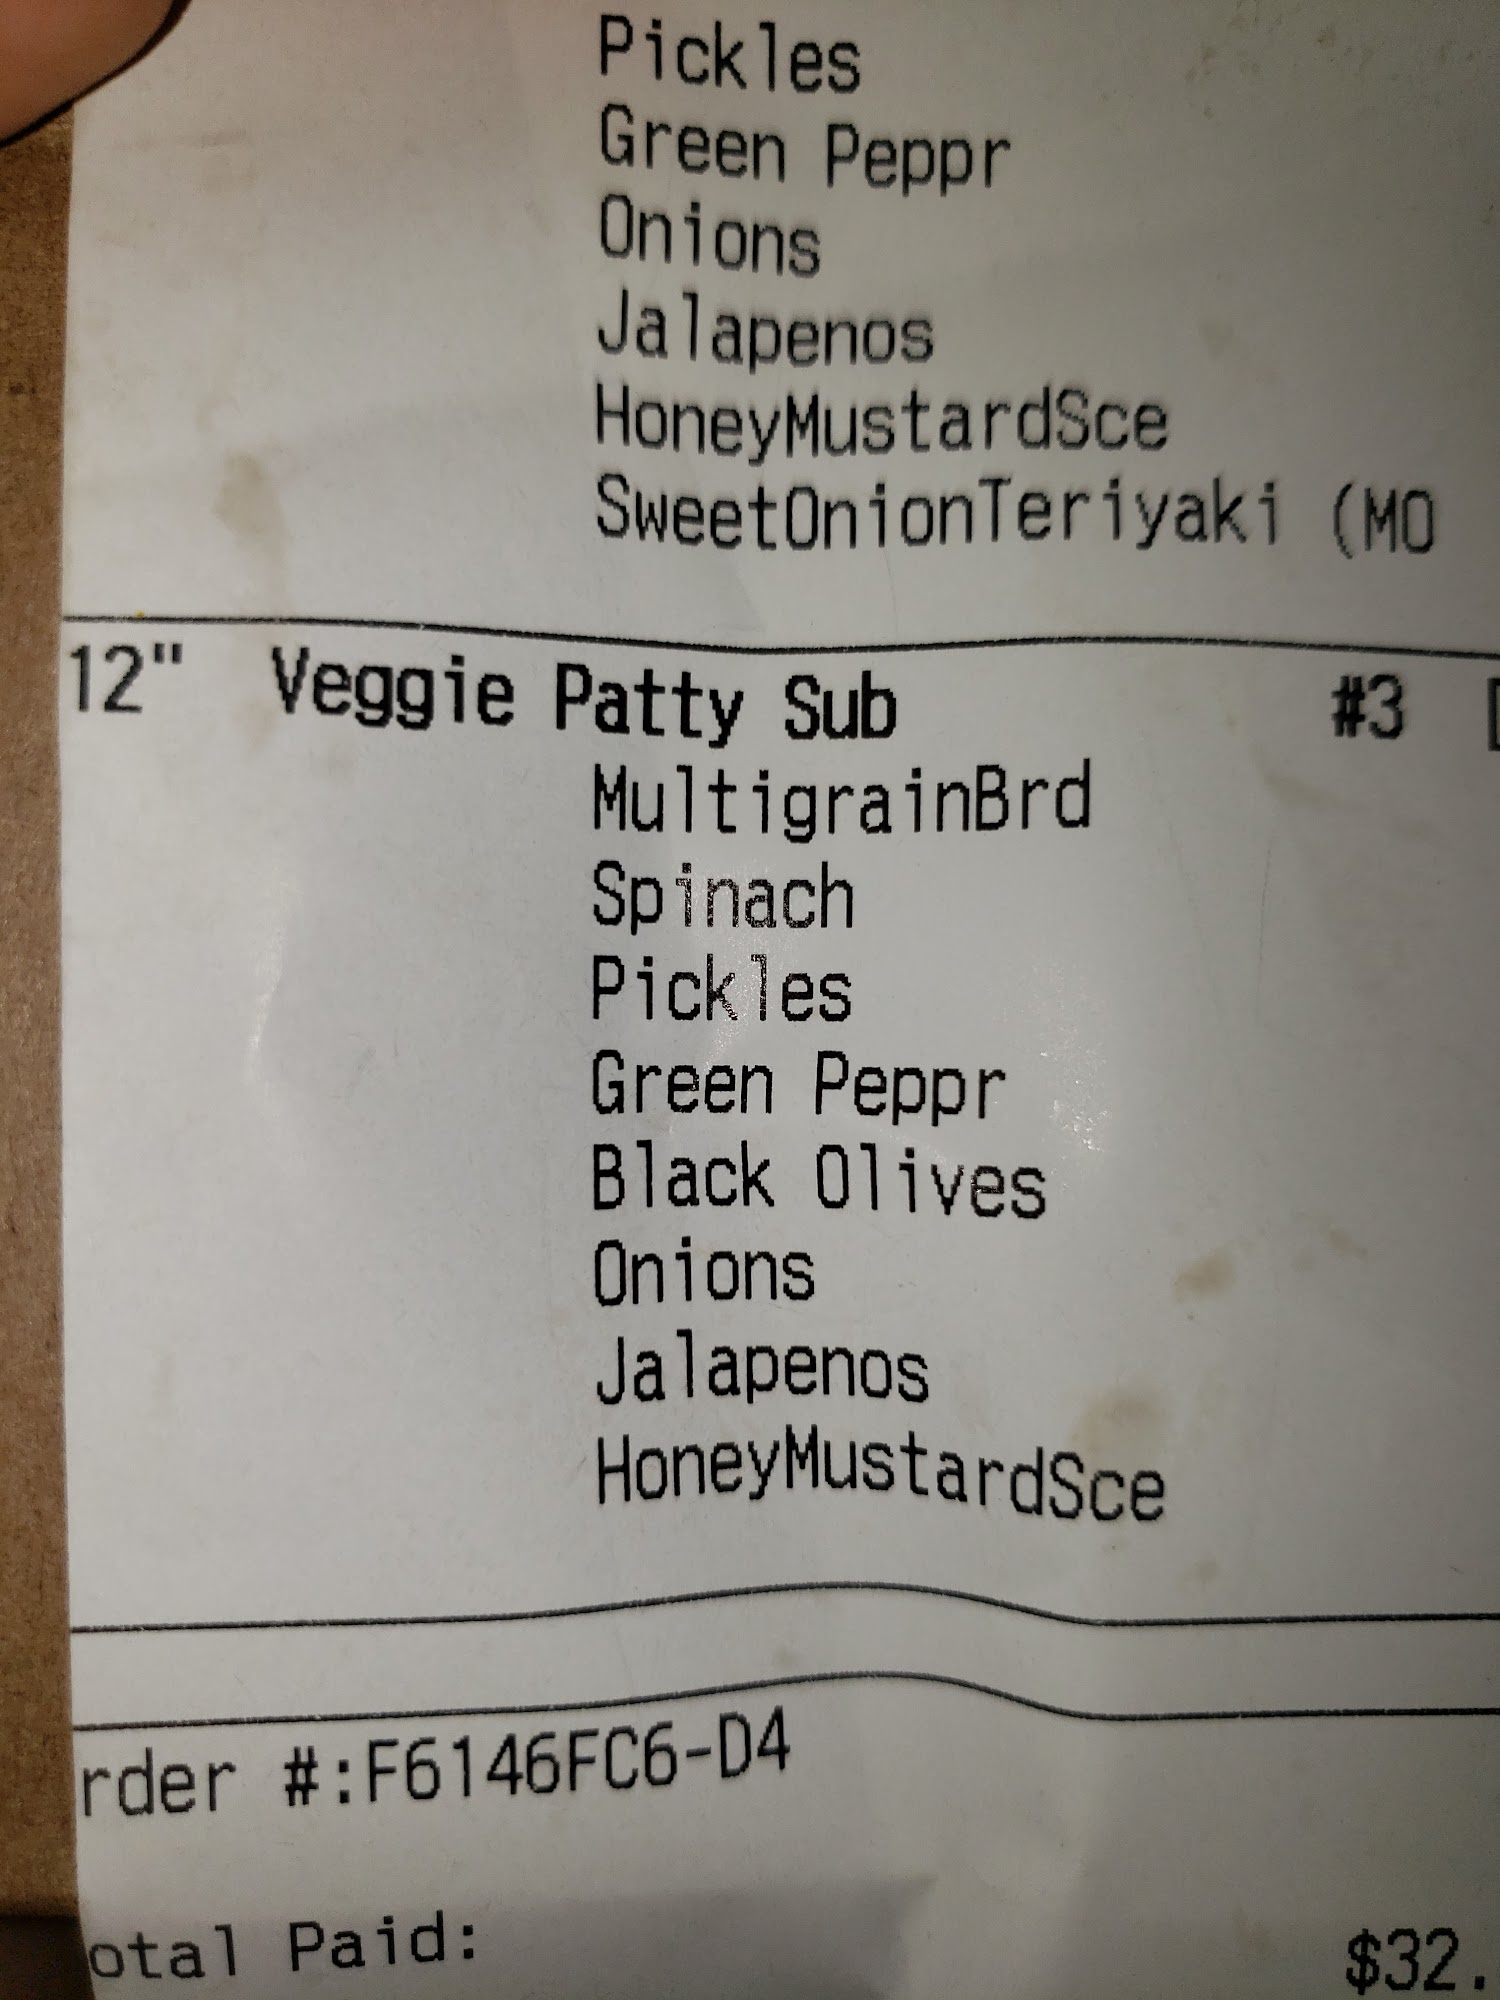 Pickles
Green Peppr
Onions
Jalapenos
HoneyMustardSce
SweetOnionTeriyaki (MO
12" Veggie Patty Sub #3
MultigrainBrd
Spinach
Pickles
Green Peppr
Black Olives
Onions
Jalapenos
HoneyMustardSce
rder #:F6146FC6-D4
otal Paid: $32.